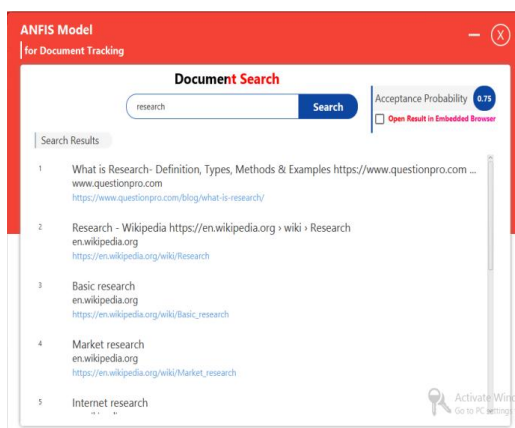 ANFIS Model
for Document Tracking
Document Search
research
Search
Acceptance Probability 0.75
Open Result in Embedded Browser
Search Results
1 What is Research- Definition, Types, Methods & Examples https://www.questionpro.com ...
www.questionpro.com
https://www.questionpro.com/blog/what-is-research/
2 Research - Wikipedia https://en.wikipedia.org › wiki › Research
en.wikipedia.org
https://en.wikipedia.org/wiki/Research
3 Basic research
en.wikipedia.org
https://en.wikipedia.org/wiki/Basic_research
4 Market research
en.wikipedia.org
https://en.wikipedia.org/wiki/Market_research
5 Internet research
Activate Wind
Go to PC settings